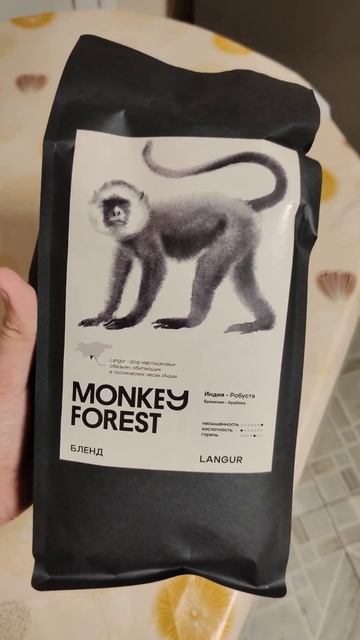 Langur - род мартышковых
обезьян, обитающих
в тропических лесах Индии
MONKEY
FOREST
БЛЕНД
Индия - Робуста
Бразилия - Арабика
насыщенность
кислотность
горечь
LANGUR